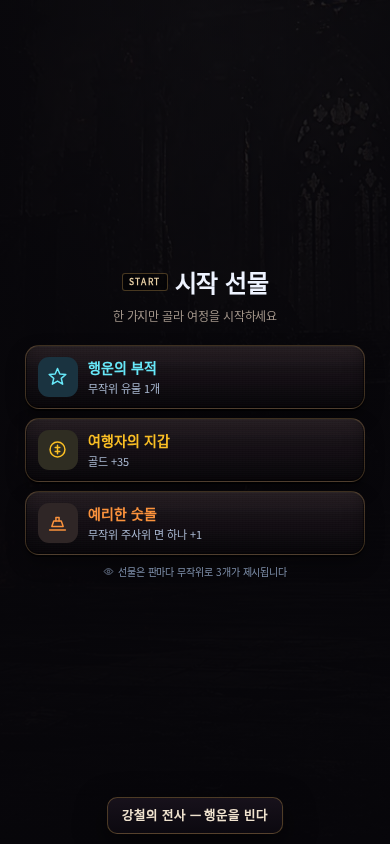 START 시작 선물
한 가지만 골라 여정을 시작하세요
행운의 부적
무작위 유물 1개
여행자의 지갑
골드 +35
예리한 숫돌
무작위 주사위 면 하나 +1
선물은 판마다 무작위로 3개가 제시됩니다
강철의 전사 — 행운을 빈다